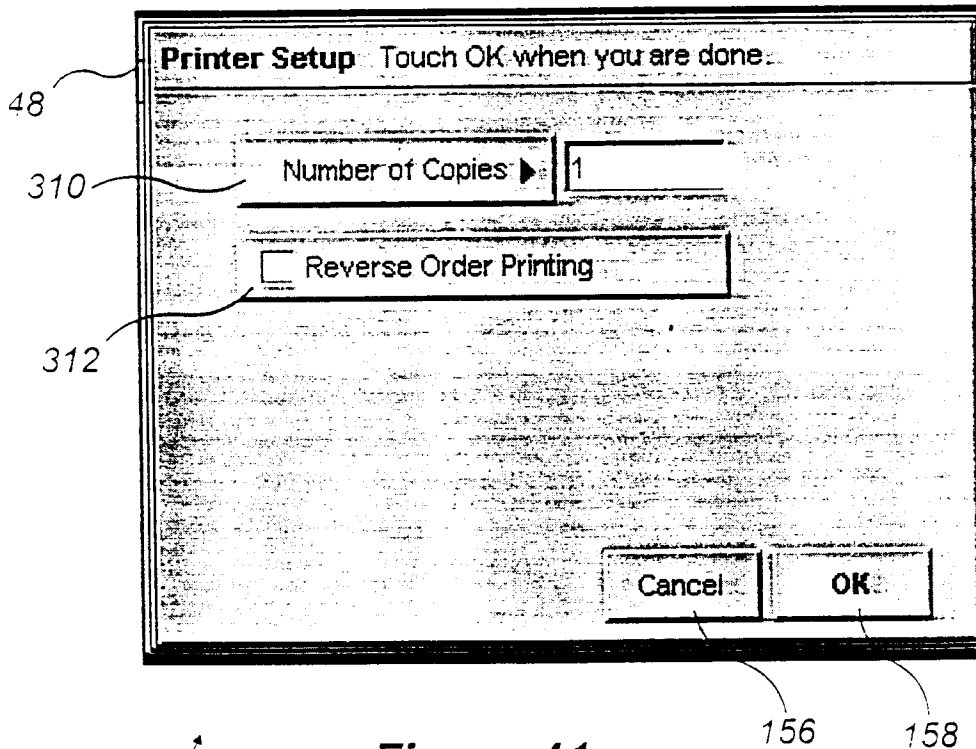 Printer Setup Touch OK when you are done.
48
310
Number of Copies ▶ 1
Reverse Order Printing
312
Cancel OK
156 158